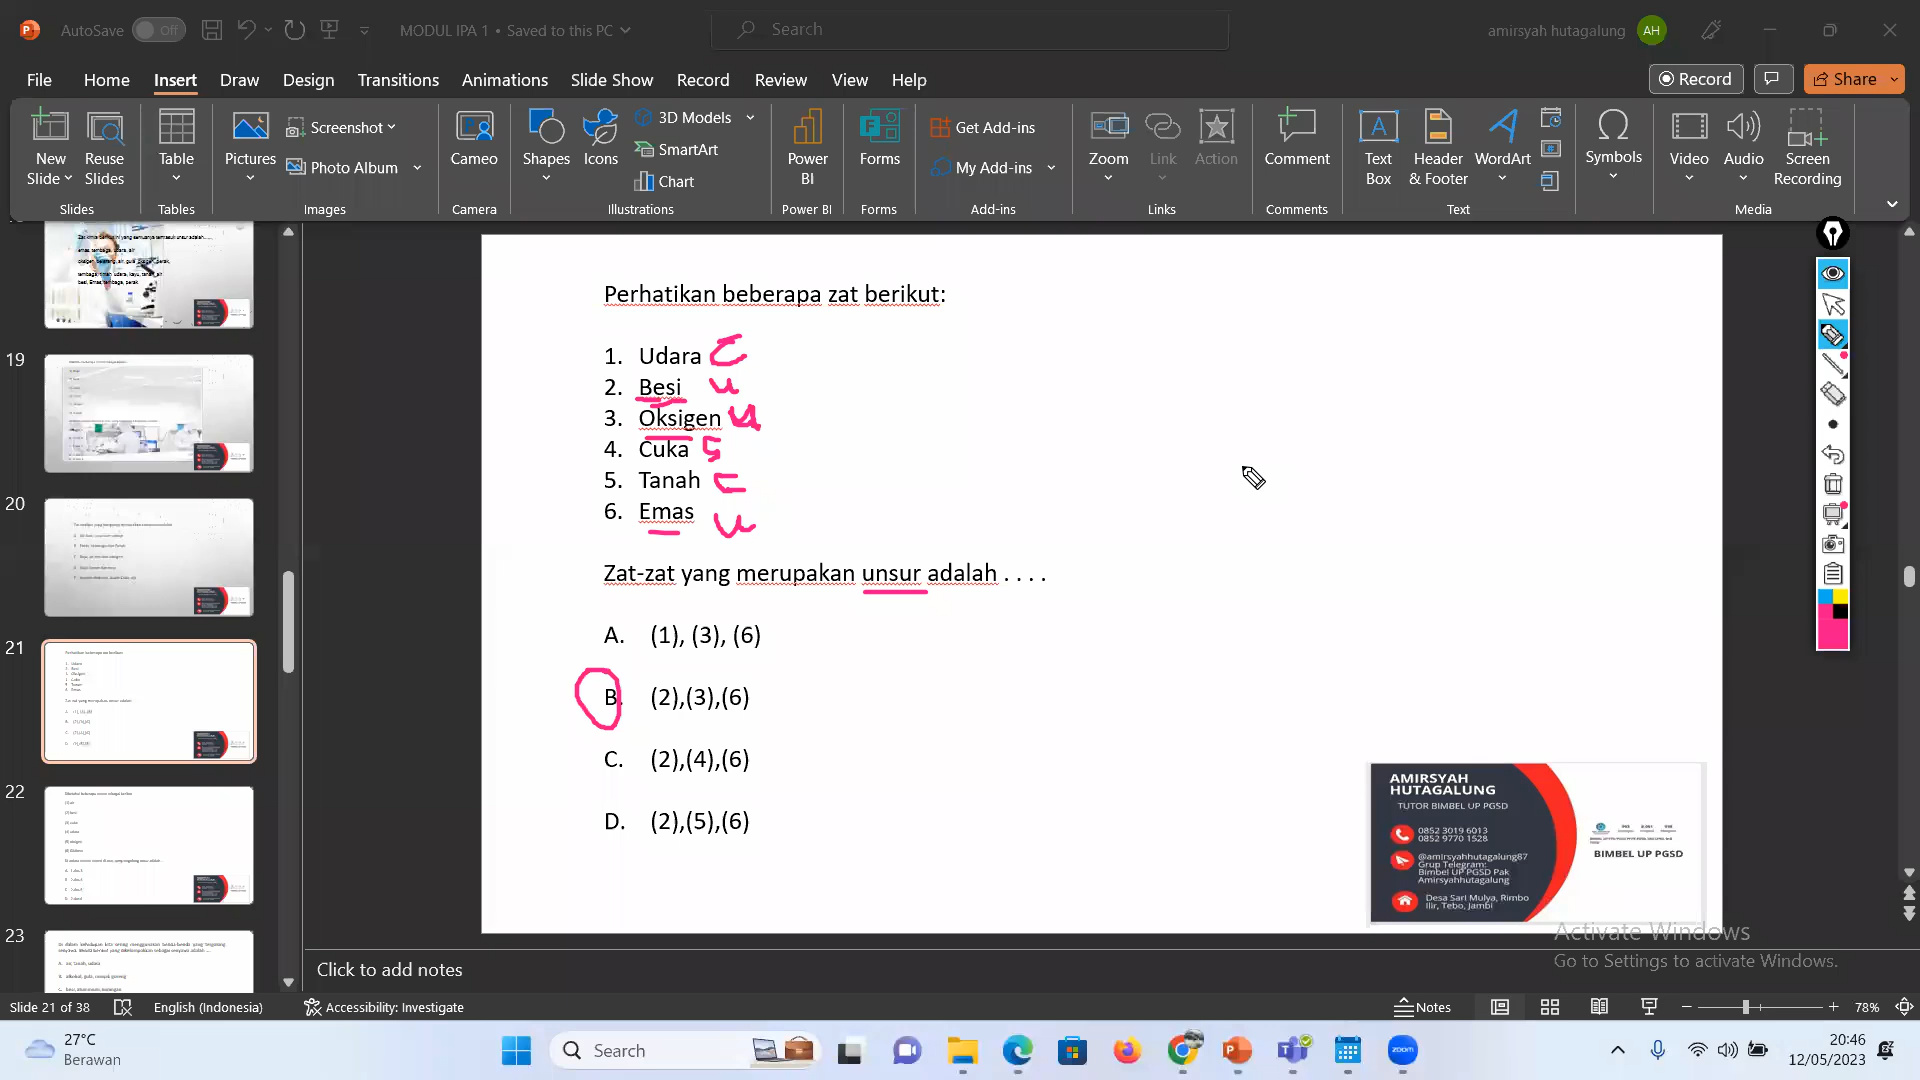 AutoSave Off MODUL IPA 1 • Saved to this PC Search amirsyah hutagalung AH
File Home Insert Draw Design Transitions Animations Slide Show Record Review View Help Record Share
New Slide Reuse Slides Table Pictures Screenshot Photo Album Cameo Shapes Icons 3D Models SmartArt Chart Power BI Forms Get Add-ins My Add-ins Zoom Link Action Comment Text Box Header & Footer WordArt Symbols Video Audio Screen Recording
Slides Tables Images Camera Illustrations Power BI Forms Add-ins Links Comments Text Media
19
20
21
22
23
Perhatikan beberapa zat berikut:
1. Udara C
2. Besi u
3. Oksigen u
4. Cuka S
5. Tanah C
6. Emas U
Zat-zat yang merupakan unsur adalah . . . .
A. (1), (3), (6)
B. (2),(3),(6)
C. (2),(4),(6)
D. (2),(5),(6)
AMIRSYAH
HUTAGALUNG
TUTOR BIMBEL UP PGSD
0852 3019 6013
0852 9770 1528
@amirsyahhutagalung87
Grup Telegram:
Bimbel UP PGSD Pak
Amirsyahhutagalung
Desa Sari Mulya, Rimbo
Ilir, Tebo, Jambi
BIMBEL UP PGSD
Activate Windows
Go to Settings to activate Windows.
Click to add notes
Slide 21 of 38 English (Indonesia) Accessibility: Investigate Notes 78%
27°C
Berawan
Search
zoom
20:46
12/05/2023